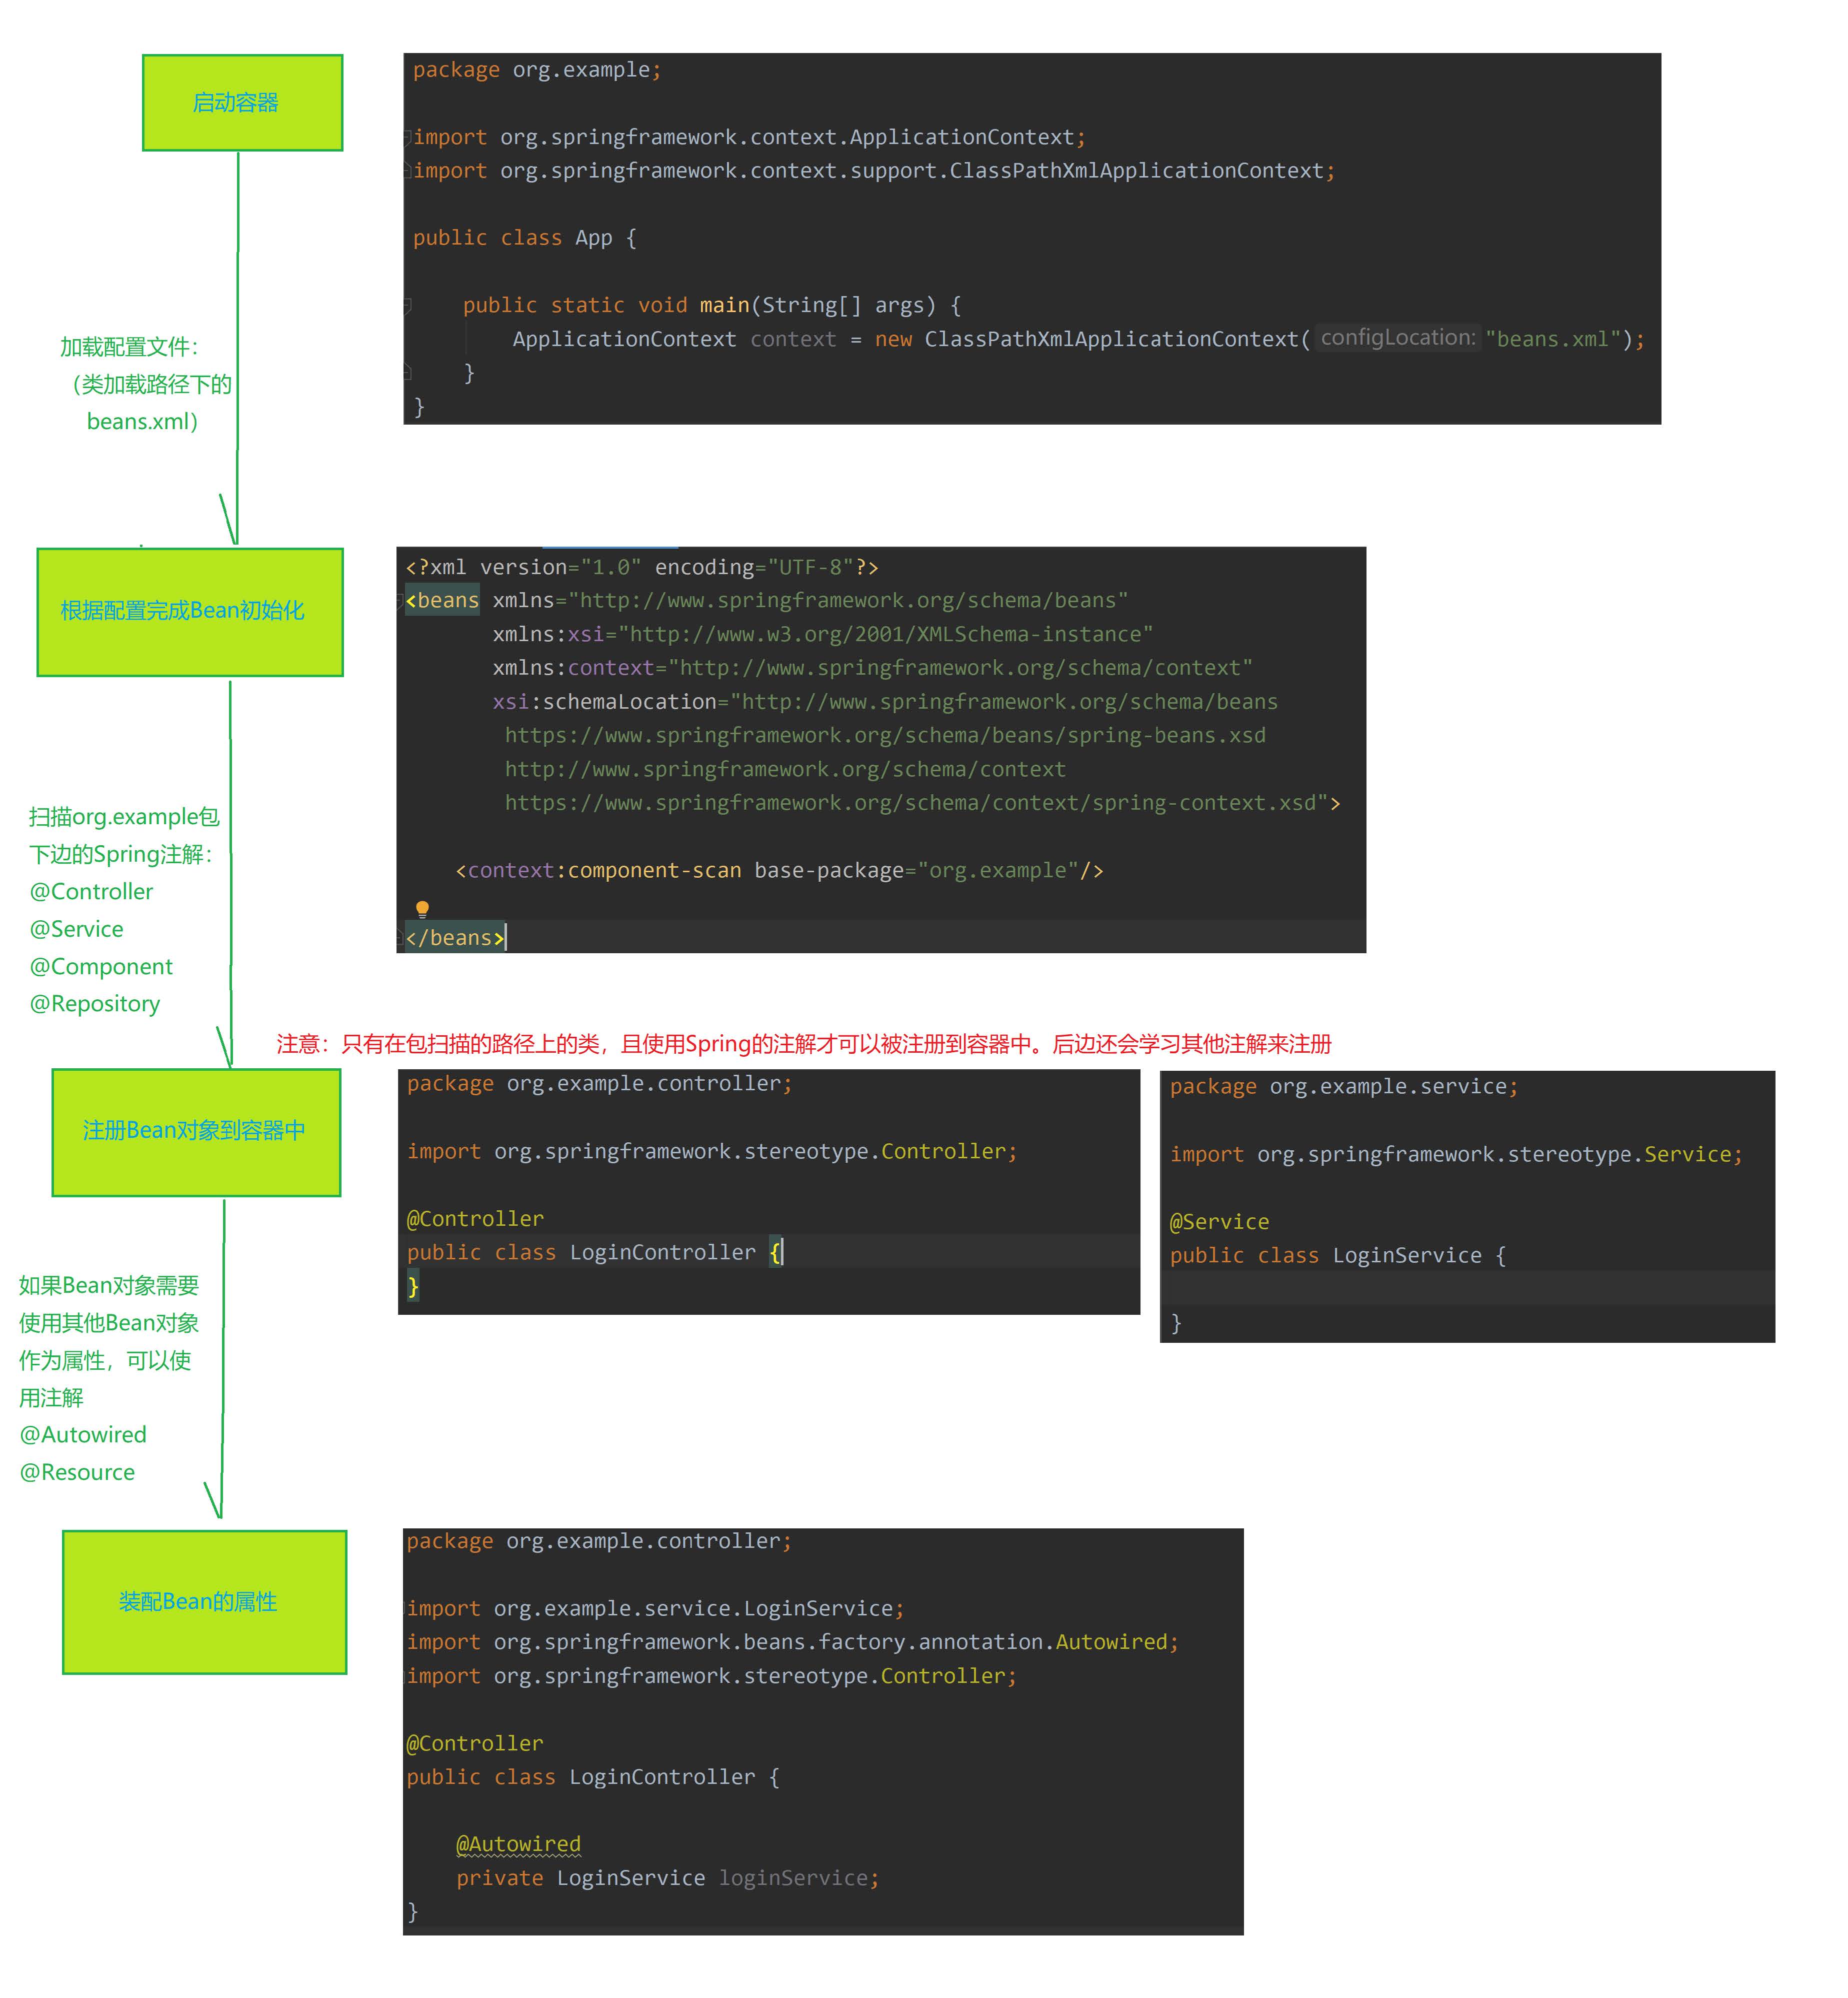 启动容器
package org.example;
import org.springframework.context.ApplicationContext;
import org.springframework.context.support.ClassPathXmlApplicationContext;
public class App {
public static void main(String[] args) {
ApplicationContext context = new ClassPathXmlApplicationContext( configLocation: "beans.xml");
}
}
加载配置文件：
（类加载路径下的
beans.xml）
根据配置完成Bean初始化
<?xml version="1.0" encoding="UTF-8"?>
<beans xmlns="http://www.springframework.org/schema/beans"
xmlns:xsi="http://www.w3.org/2001/XMLSchema-instance"
xmlns:context="http://www.springframework.org/schema/context"
xsi:schemaLocation="http://www.springframework.org/schema/beans
https://www.springframework.org/schema/beans/spring-beans.xsd
http://www.springframework.org/schema/context
https://www.springframework.org/schema/context/spring-context.xsd">
<context:component-scan base-package="org.example"/>
</beans>
扫描org.example包
下边的Spring注解：
@Controller
@Service
@Component
@Repository
注意：只有在包扫描的路径上的类，且使用Spring的注解才可以被注册到容器中。后边还会学习其他注解来注册
注册Bean对象到容器中
package org.example.controller;
import org.springframework.stereotype.Controller;
@Controller
public class LoginController {
}
package org.example.service;
import org.springframework.stereotype.Service;
@Service
public class LoginService {
}
如果Bean对象需要
使用其他Bean对象
作为属性，可以使
用注解
@Autowired
@Resource
装配Bean的属性
package org.example.controller;
import org.example.service.LoginService;
import org.springframework.beans.factory.annotation.Autowired;
import org.springframework.stereotype.Controller;
@Controller
public class LoginController {
@Autowired
private LoginService loginService;
}